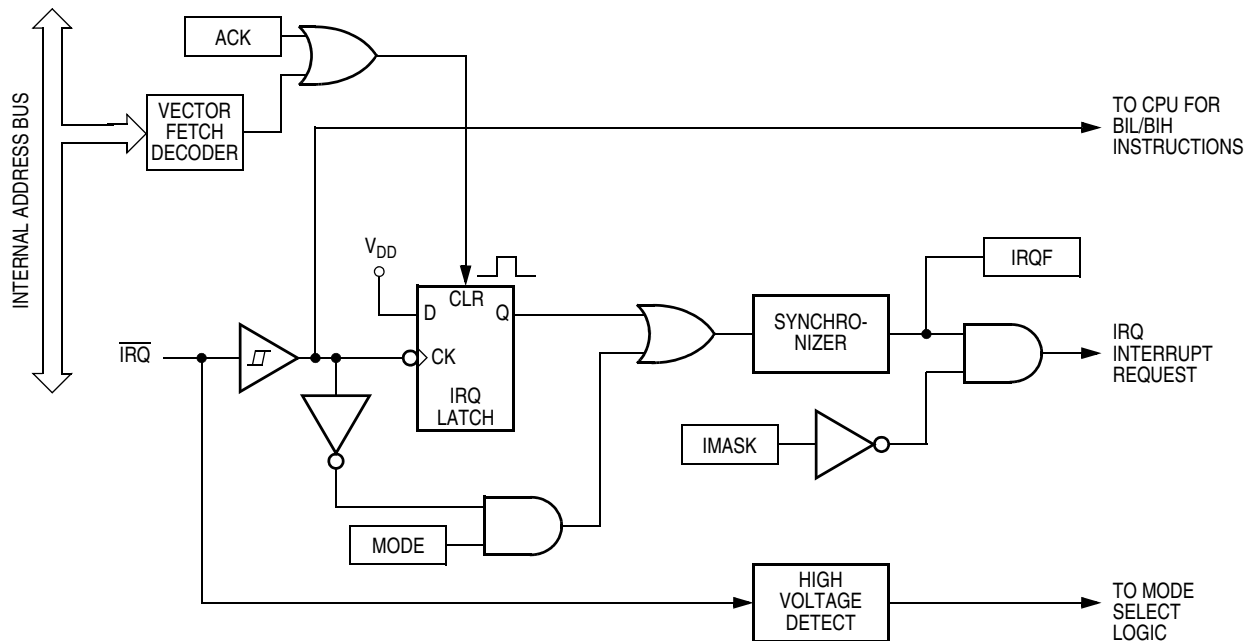 INTERNAL ADDRESS BUS
ACK
VECTOR
FETCH
DECODER
TO CPU FOR
BIL/BIH
INSTRUCTIONS
VDD
CLR
D
Q
CK
IRQ
LATCH
IRQ
SYNCHRO-
NIZER
IRQF
IRQ
INTERRUPT
REQUEST
IMASK
MODE
HIGH
VOLTAGE
DETECT
TO MODE
SELECT
LOGIC